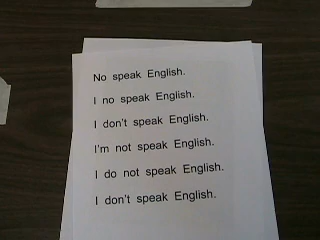 No speak English.
I no speak English.
I don't speak English.
I'm not speak English.
I do not speak English.
I don't speak English.